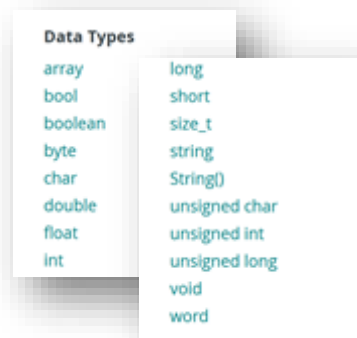 Data Types
array
bool
boolean
byte
char
double
float
int
long
short
size_t
string
String()
unsigned char
unsigned int
unsigned long
void
word